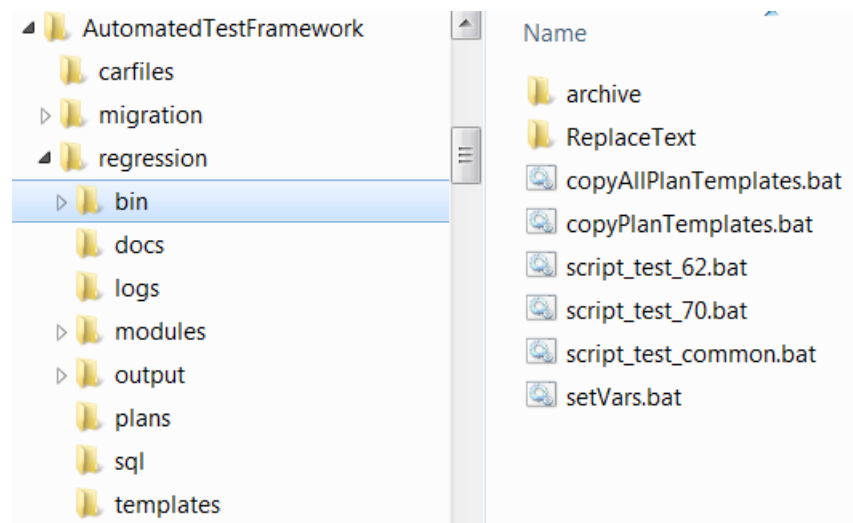 AutomatedTestFramework
carfiles
migration
regression
bin
docs
logs
modules
output
plans
sql
templates
Name
archive
ReplaceText
copyAllPlanTemplates.bat
copyPlanTemplates.bat
script_test_62.bat
script_test_70.bat
script_test_common.bat
setVars.bat